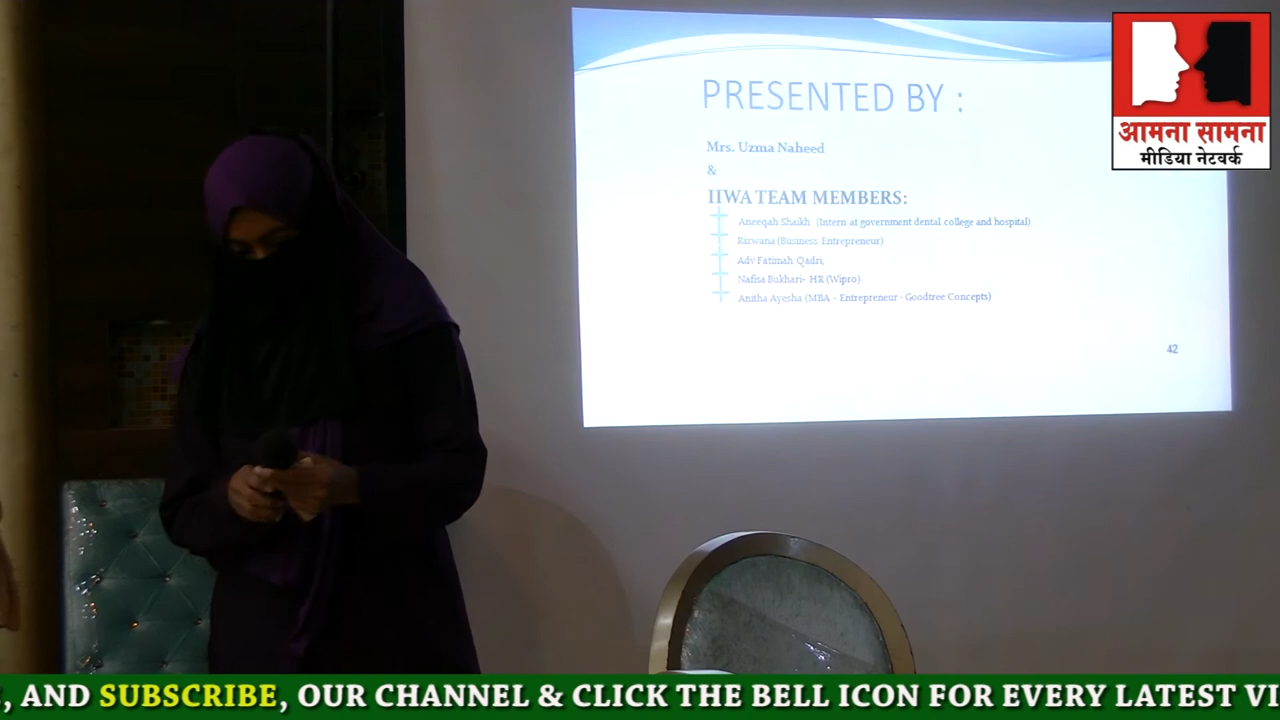 PRESENTED BY :
Mrs. Uzma Naheed
&
IIWA TEAM MEMBERS:
Aneeqah Shaikh (Intern at government dental college and hospital)
Rizwana (Business Entrepreneur)
Adv Fatimah Qadri,
Nafisa Bukhari- HR (Wipro)
Anitha Ayesha (MBA - Entrepreneur - Goodtree Concepts)
42
आमना सामना
मीडिया नेटवर्क
, AND SUBSCRIBE, OUR CHANNEL & CLICK THE BELL ICON FOR EVERY LATEST VI